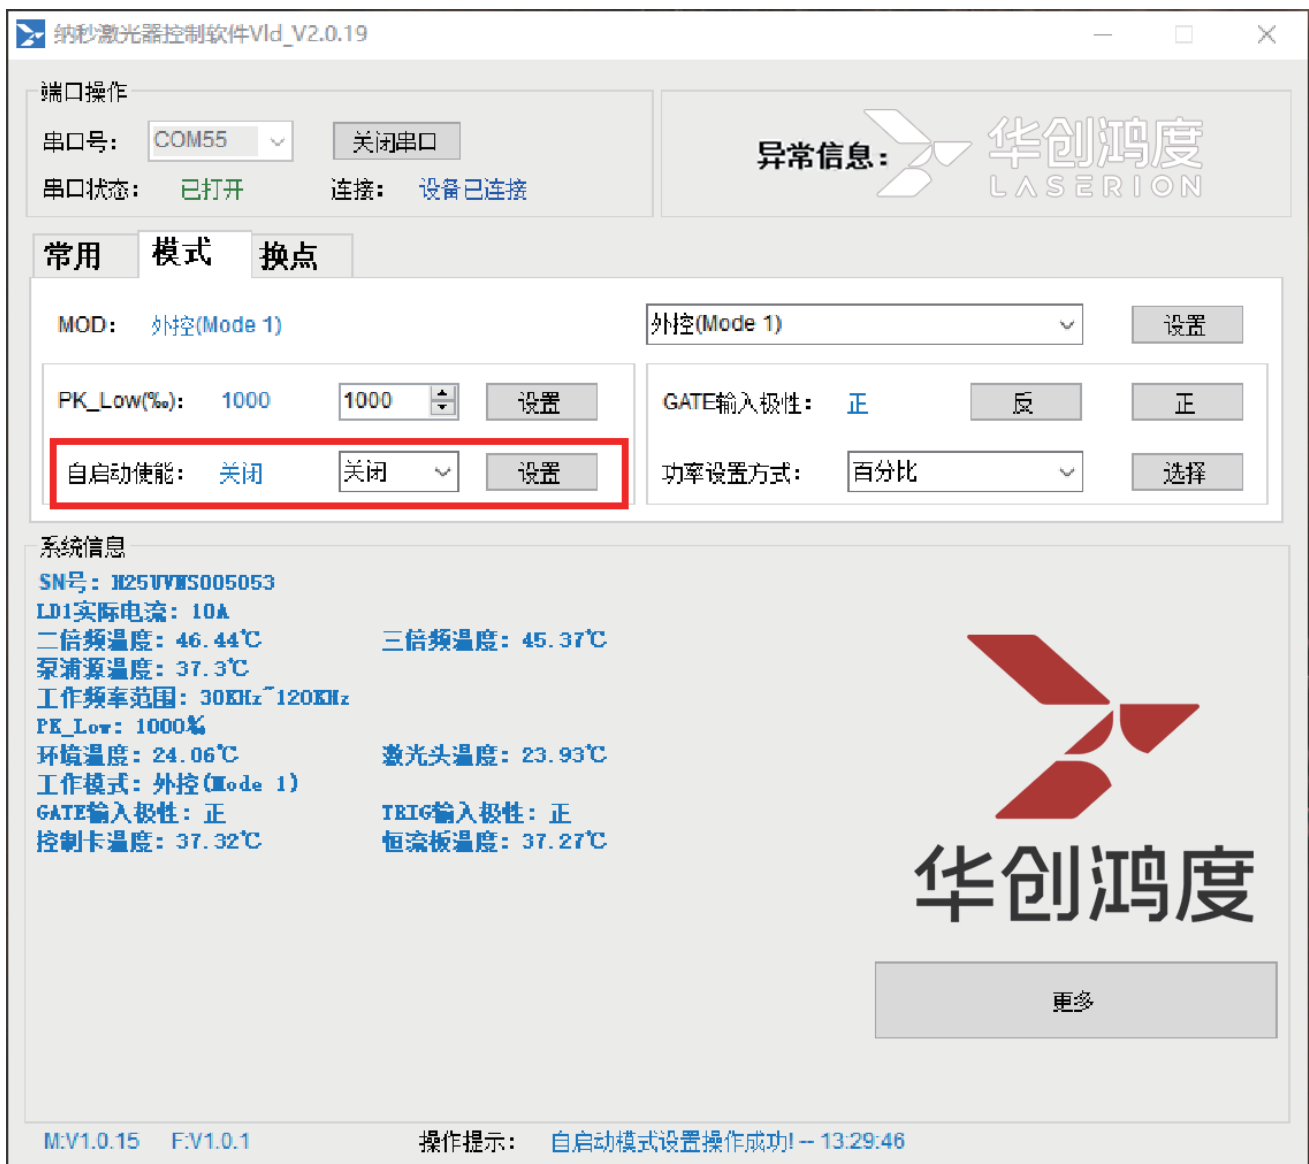 纳秒激光器控制软件Vld_V2.0.19
端口操作
串口号： COM55 关闭串口
串口状态： 已打开 连接： 设备已连接
异常信息：
华创鸿度
LASERION
常用 模式 换点
MOD： 外控(Mode 1) 外控(Mode 1) 设置
PK_Low(‰)： 1000 1000 设置
GATE输入极性： 正 反 正
自启动使能： 关闭 关闭 设置
功率设置方式： 百分比 选择
系统信息
SN号：H25UVNS005053
LD1实际电流：10A
二倍频温度：46.44℃ 三倍频温度：45.37℃
泵浦源温度：37.3℃
工作频率范围：30KHz~120KHz
PK_Low：1000‰
环境温度：24.06℃ 激光头温度：23.93℃
工作模式：外控(Mode 1)
GATE输入极性：正 TRIG输入极性：正
控制卡温度：37.32℃ 恒流板温度：37.27℃
华创鸿度
更多
M:V1.0.15 F:V1.0.1 操作提示： 自启动模式设置操作成功! -- 13:29:46